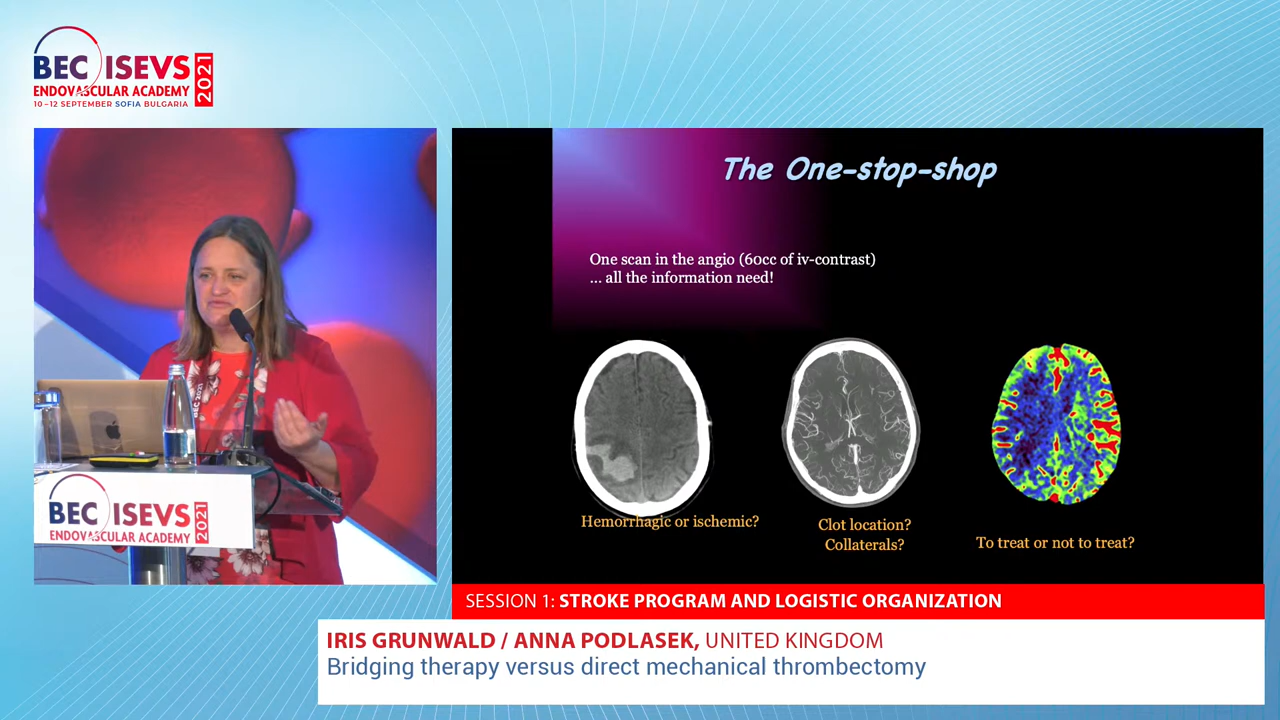 BEC ISEVS
ENDOVASCULAR ACADEMY
2021
10–12 SEPTEMBER SOFIA BULGARIA
The One-stop-shop
One scan in the angio (60cc of iv-contrast)
... all the information need!
Hemorrhagic or ischemic?
Clot location?
Collaterals?
To treat or not to treat?
BEC 2021
BEC ISEVS
ENDOVASCULAR ACADEMY
2021
SESSION 1: STROKE PROGRAM AND LOGISTIC ORGANIZATION
IRIS GRUNWALD / ANNA PODLASEK, UNITED KINGDOM
Bridging therapy versus direct mechanical thrombectomy